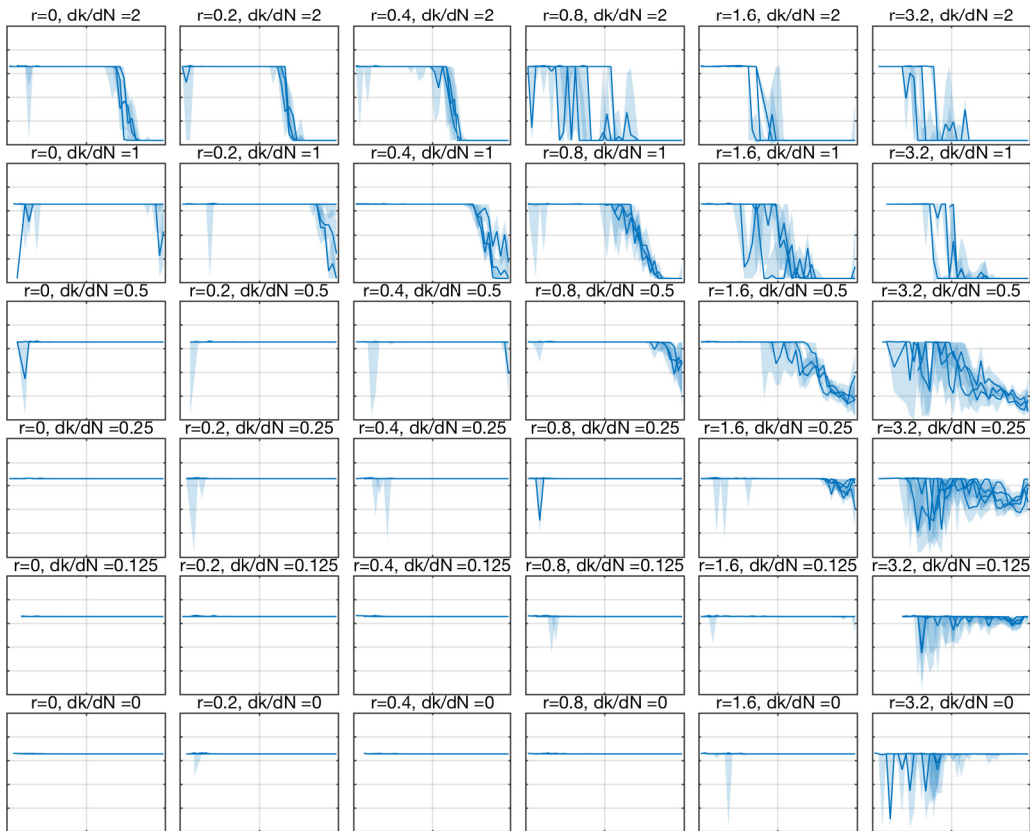 r=0, dk/dN =2 r=0.2, dk/dN =2 r=0.4, dk/dN =2 r=0.8, dk/dN =2 r=1.6, dk/dN =2 r=3.2, dk/dN =2
r=0, dk/dN =1 r=0.2, dk/dN =1 r=0.4, dk/dN =1 r=0.8, dk/dN =1 r=1.6, dk/dN =1 r=3.2, dk/dN =1
r=0, dk/dN =0.5 r=0.2, dk/dN =0.5 r=0.4, dk/dN =0.5 r=0.8, dk/dN =0.5 r=1.6, dk/dN =0.5 r=3.2, dk/dN =0.5
r=0, dk/dN =0.25 r=0.2, dk/dN =0.25 r=0.4, dk/dN =0.25 r=0.8, dk/dN =0.25 r=1.6, dk/dN =0.25 r=3.2, dk/dN =0.25
r=0, dk/dN =0.125 r=0.2, dk/dN =0.125 r=0.4, dk/dN =0.125 r=0.8, dk/dN =0.125 r=1.6, dk/dN =0.125 r=3.2, dk/dN =0.125
r=0, dk/dN =0 r=0.2, dk/dN =0 r=0.4, dk/dN =0 r=0.8, dk/dN =0 r=1.6, dk/dN =0 r=3.2, dk/dN =0